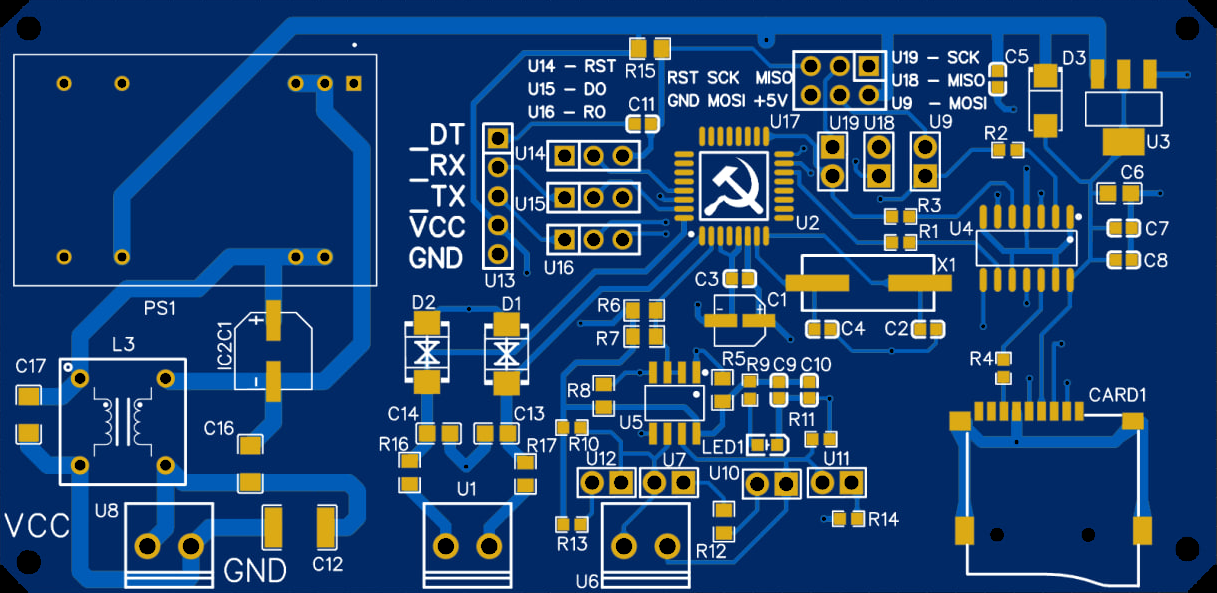 U14 - RST
U15 - DO
U16 - RO
R15
RST SCK MISO
GND MOSI +5V
U19 - SCK
U18 - MISO
U9 - MOSI
C5
D3
U3
C11
U17
U19
U18
U9
R2
_DT
_RX
_TX
VCC
GND
U13
U14
U15
U16
U2
R3
R1
U4
C6
C7
C8
PS1
X1
C3
- +
C1
C4
C2
D2
D1
R6
R7
IC2C1
+
-
L3
C17
C16
R4
CARD1
R5
R9
C9
C10
R8
U5
R11
LED1
C14
C13
R16
R17
R10
U12
U7
U10
U11
U1
VCC
U8
GND
C12
R13
R12
R14
U6